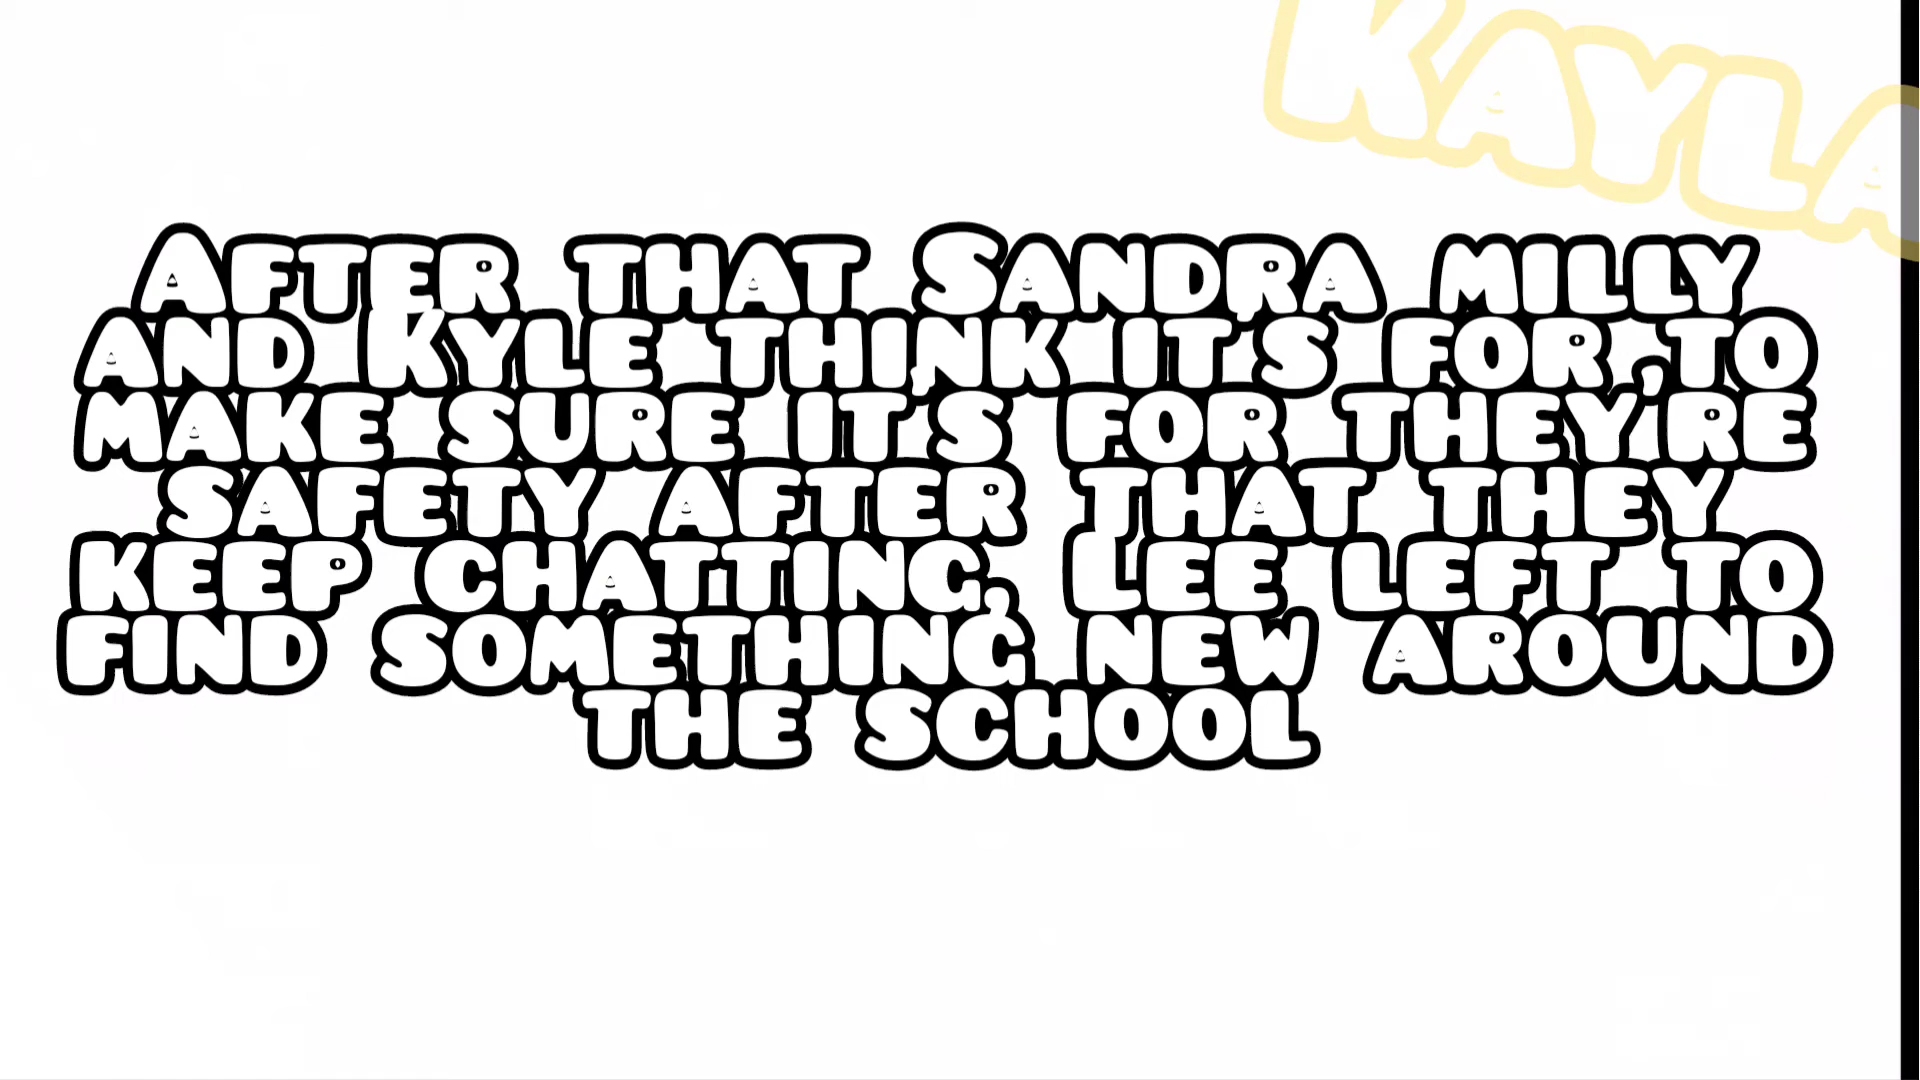 KAYLA
After that Sandra, milly
and Kyle think it's for ,to
make sure it's for they're
safety after that they
keep chatting, Lee left to
find something new around
the school